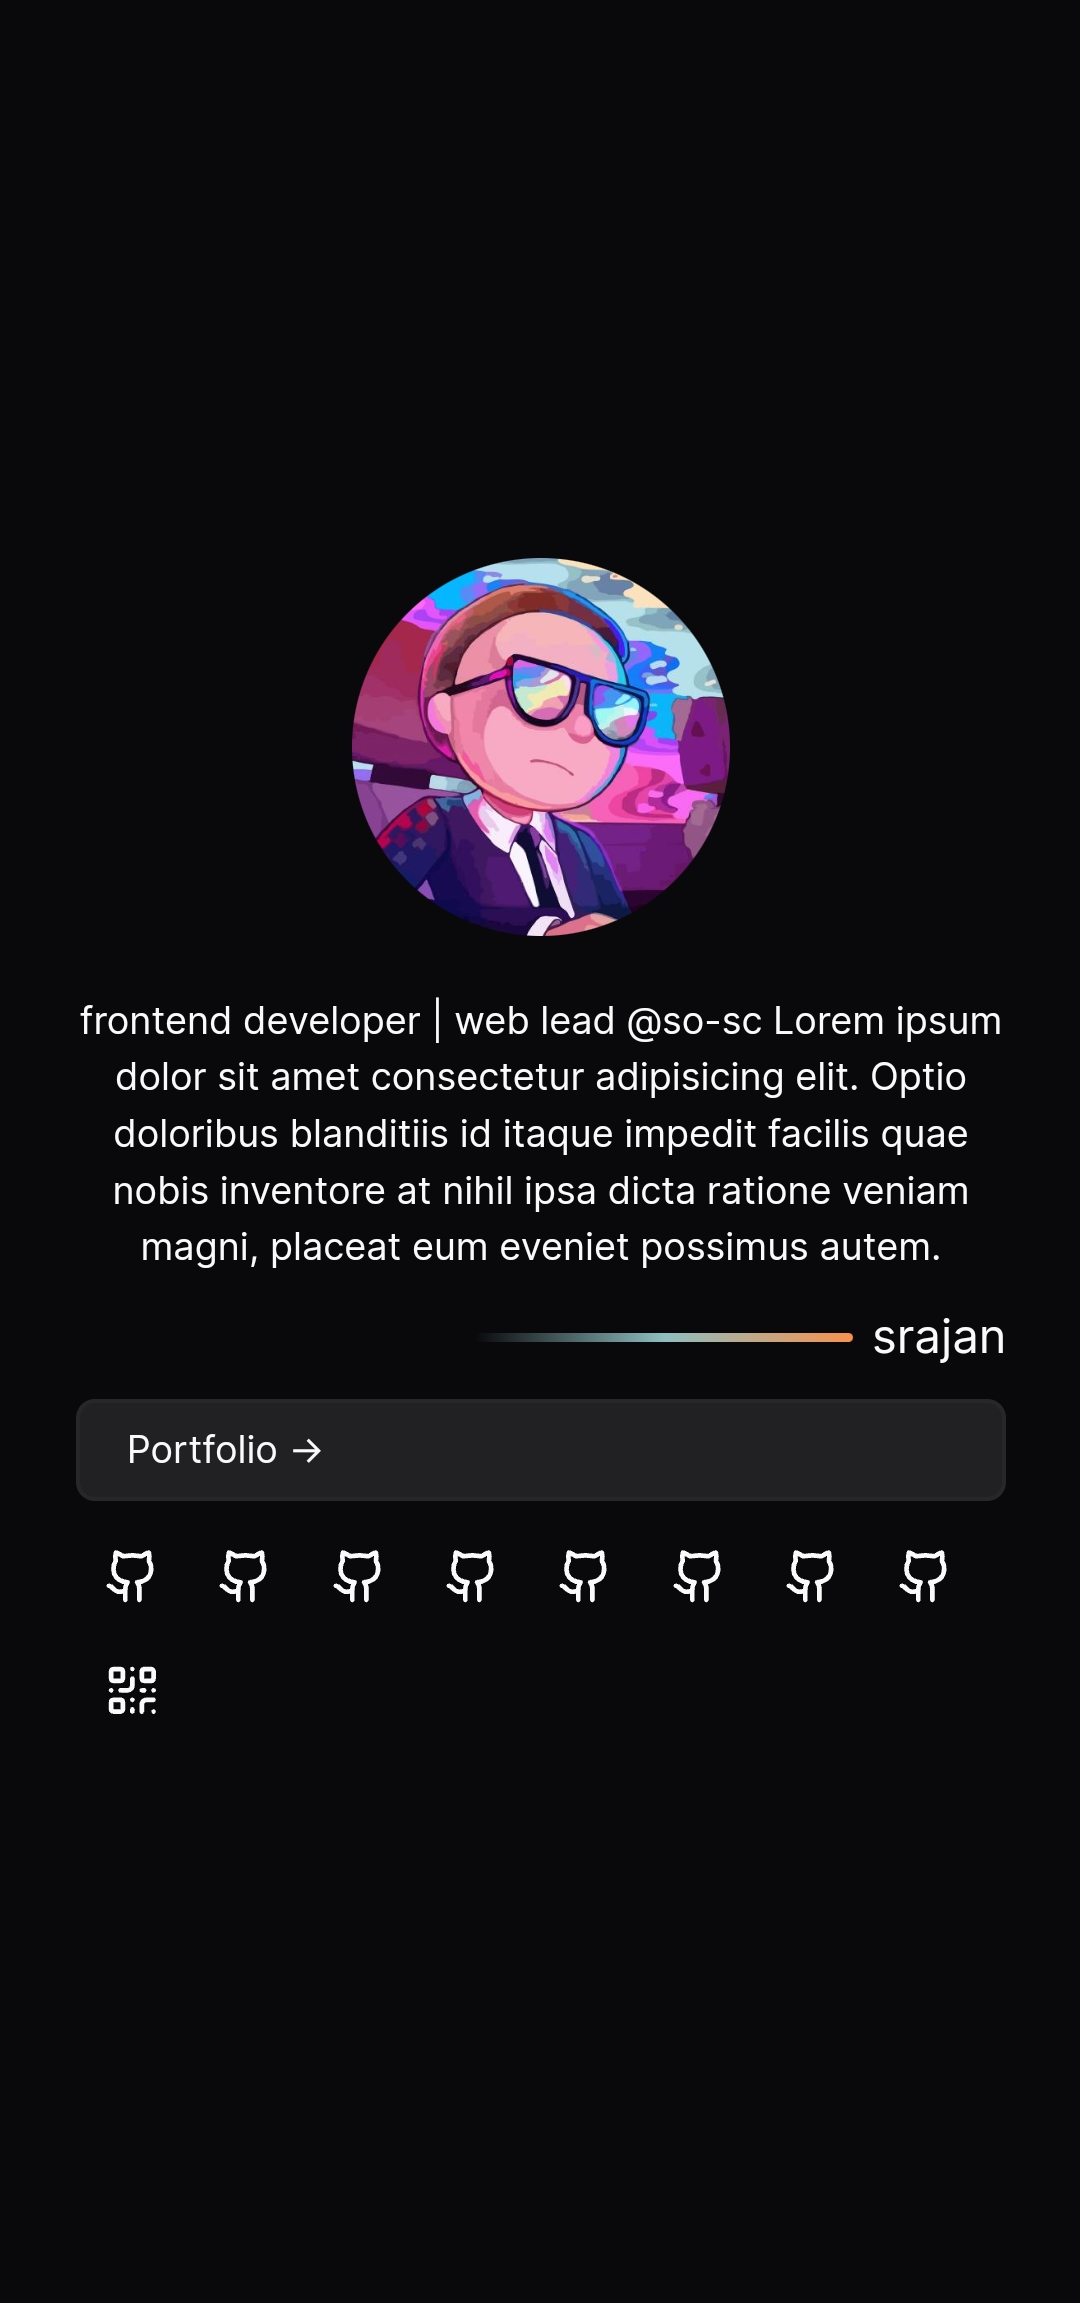 frontend developer | web lead @so-sc Lorem ipsum
dolor sit amet consectetur adipisicing elit. Optio
doloribus blanditiis id itaque impedit facilis quae
nobis inventore at nihil ipsa dicta ratione veniam
magni, placeat eum eveniet possimus autem.
srajan
Portfolio →